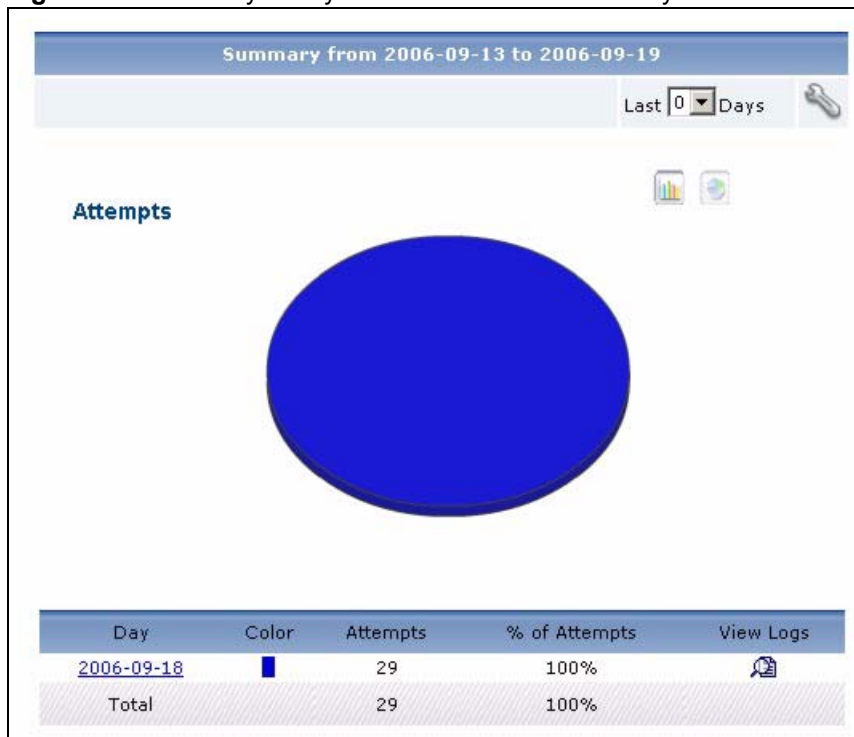 Summary from 2006-09-13 to 2006-09-19
Last 0 Days
Attempts
Day Color Attempts % of Attempts View Logs
2006-09-18 29 100%
Total 29 100%